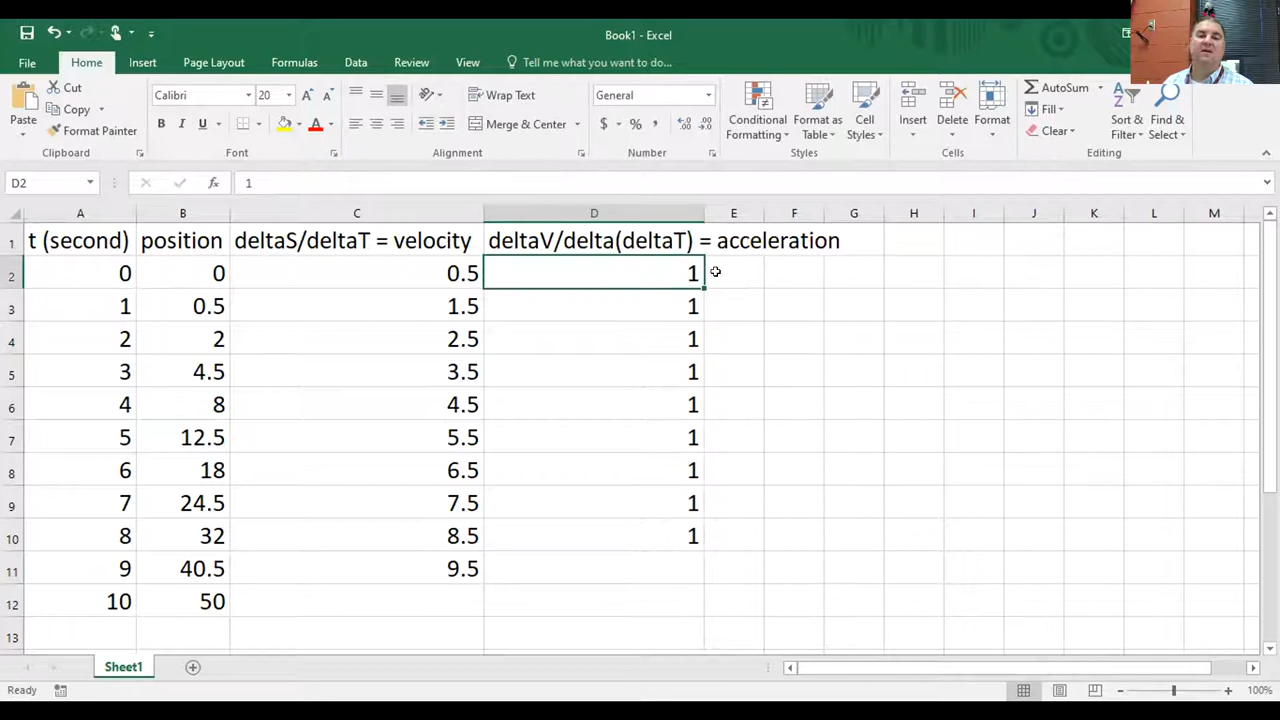 Book1 - Excel
File Home Insert Page Layout Formulas Data Review View Tell me what you want to do...
Paste
Cut
Copy
Format Painter
Clipboard
Calibri 20
B I U
Font
Wrap Text
Merge & Center
Alignment
General
$ % ,
Number
Conditional Formatting
Format as Table
Cell Styles
Styles
Insert Delete Format
Cells
AutoSum
Fill
Clear
Sort & Filter
Find & Select
Editing
D2 fx 1
A B C D E F G H I J K L M
1 t (second) position deltaS/deltaT = velocity deltaV/delta(deltaT) = acceleration
2 0 0 0.5 1
3 1 0.5 1.5 1
4 2 2 2.5 1
5 3 4.5 3.5 1
6 4 8 4.5 1
7 5 12.5 5.5 1
8 6 18 6.5 1
9 7 24.5 7.5 1
10 8 32 8.5 1
11 9 40.5 9.5
12 10 50
13
Sheet1
Ready 100%